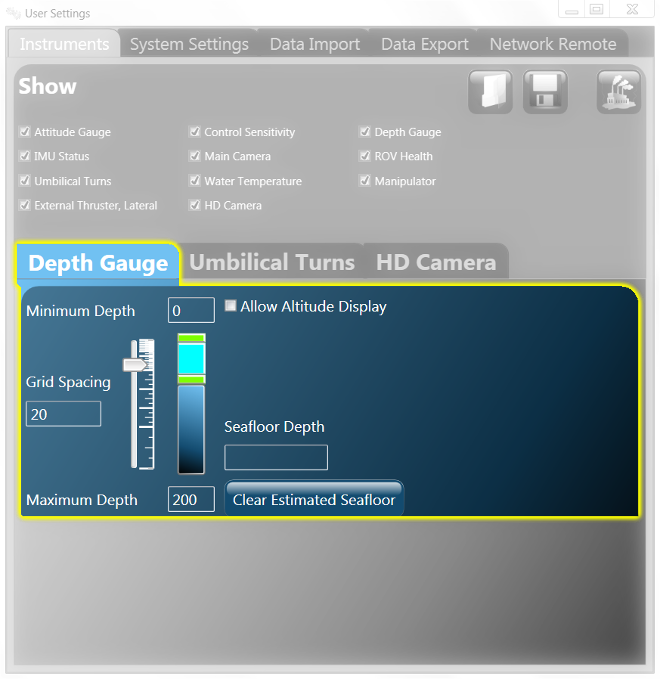 User Settings
Instruments System Settings Data Import Data Export Network Remote
Show
Attitude Gauge Control Sensitivity Depth Gauge
IMU Status Main Camera ROV Health
Umbilical Turns Water Temperature Manipulator
External Thruster, Lateral HD Camera
Depth Gauge Umbilical Turns HD Camera
Minimum Depth 0 Allow Altitude Display
Grid Spacing
20
Seafloor Depth
Maximum Depth 200 Clear Estimated Seafloor